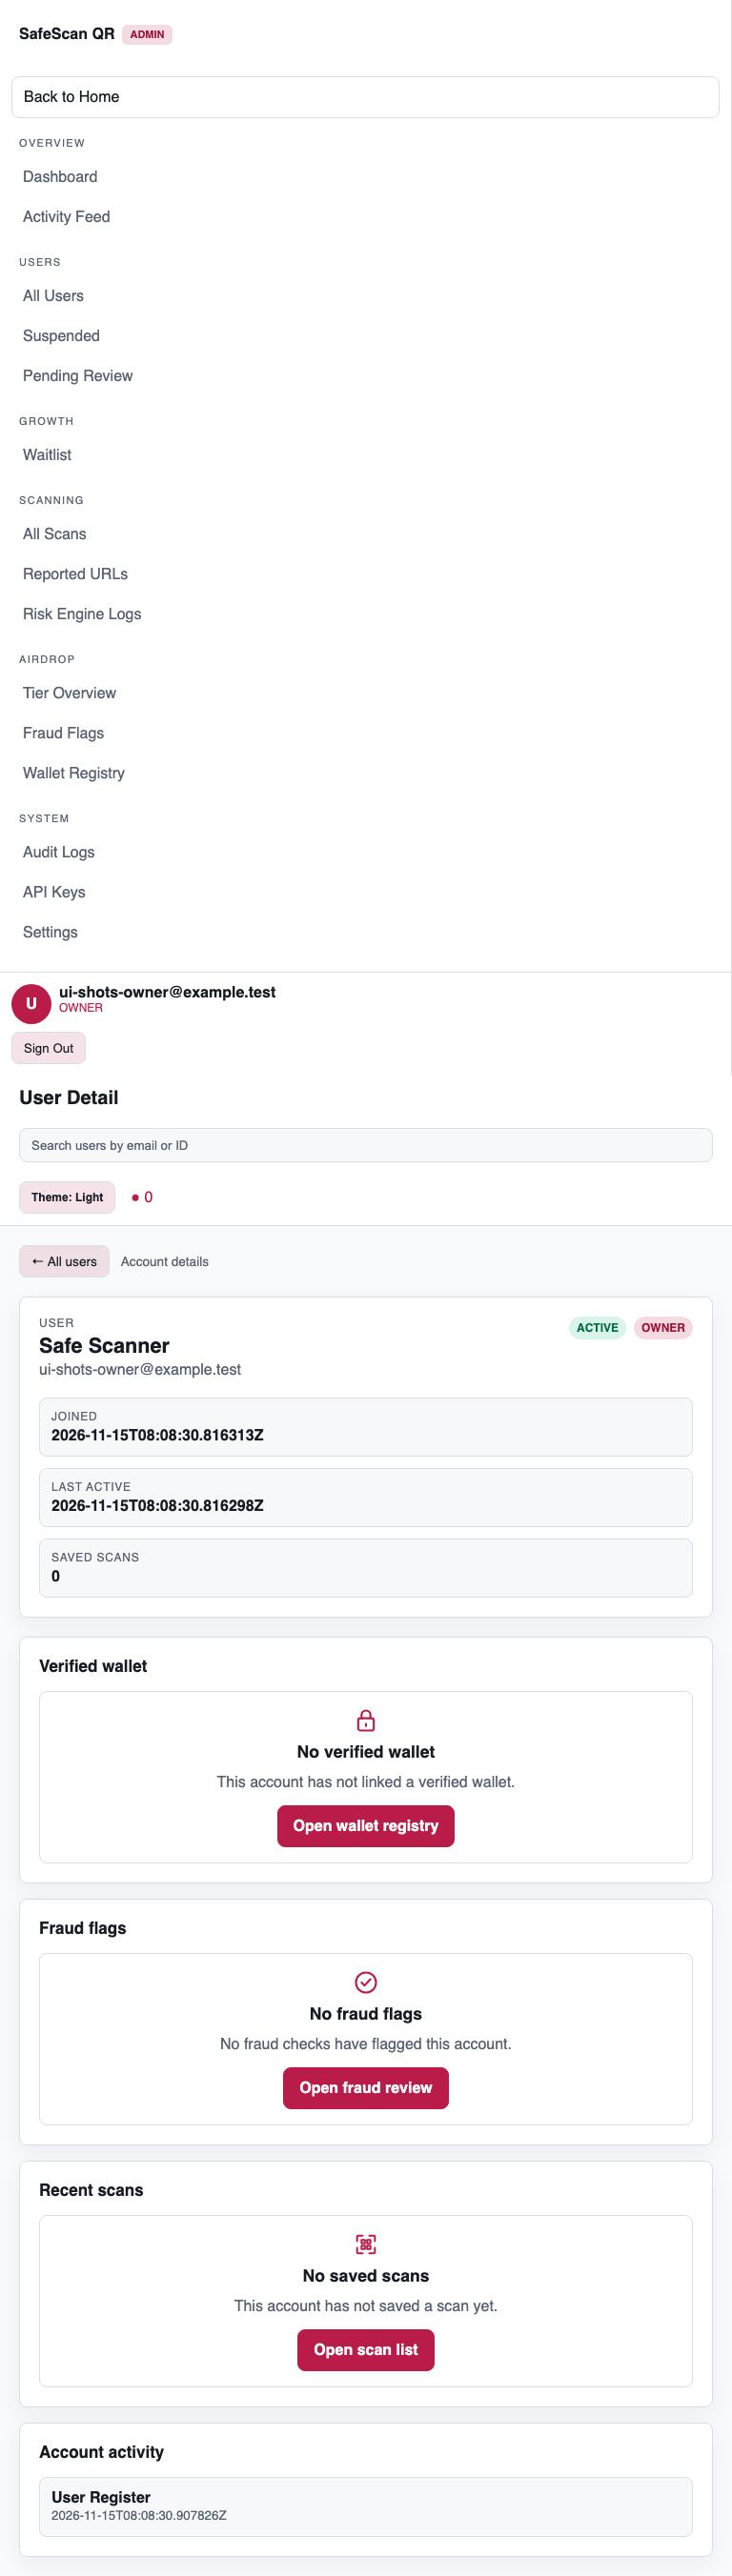 SafeScan QR ADMIN
Back to Home
OVERVIEW
Dashboard
Activity Feed
USERS
All Users
Suspended
Pending Review
GROWTH
Waitlist
SCANNING
All Scans
Reported URLs
Risk Engine Logs
AIRDROP
Tier Overview
Fraud Flags
Wallet Registry
SYSTEM
Audit Logs
API Keys
Settings
U
ui-shots-owner@example.test
OWNER
Sign Out
User Detail
Search users by email or ID
Theme: Light
• 0
← All users Account details
USER
ACTIVE OWNER
Safe Scanner
ui-shots-owner@example.test
JOINED
2026-11-15T08:08:30.816313Z
LAST ACTIVE
2026-11-15T08:08:30.816298Z
SAVED SCANS
0
Verified wallet
No verified wallet
This account has not linked a verified wallet.
Open wallet registry
Fraud flags
No fraud flags
No fraud checks have flagged this account.
Open fraud review
Recent scans
No saved scans
This account has not saved a scan yet.
Open scan list
Account activity
User Register
2026-11-15T08:08:30.907826Z